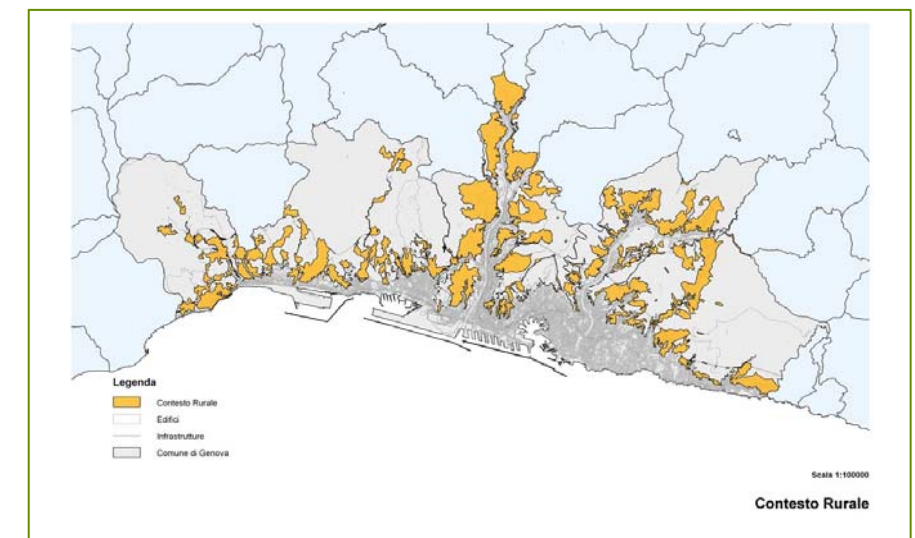 Legenda
Contesto Rurale
Edifici
Infrastrutture
Comune di Genova
Scala 1:100000
Contesto Rurale